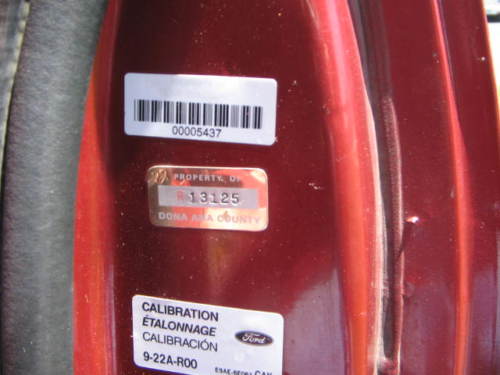 00005437
PROPERTY OF
13125
DONA ANA COUNTY
CALIBRATION
ÉTALONNAGE
CALIBRACIÓN
Ford
9-22A-R00